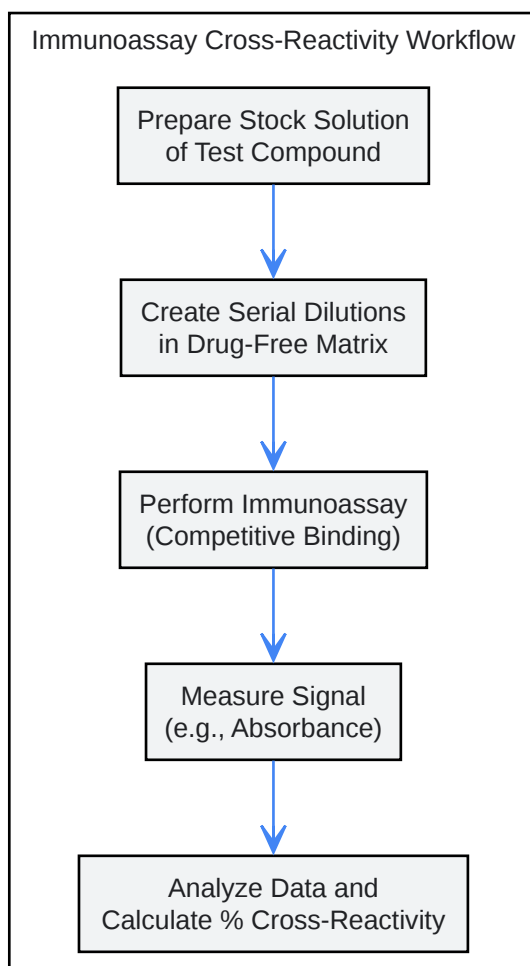 Immunoassay Cross-Reactivity Workflow
Prepare Stock Solution
of Test Compound
Create Serial Dilutions
in Drug-Free Matrix
Perform Immunoassay
(Competitive Binding)
Measure Signal
(e.g., Absorbance)
Analyze Data and
Calculate % Cross-Reactivity